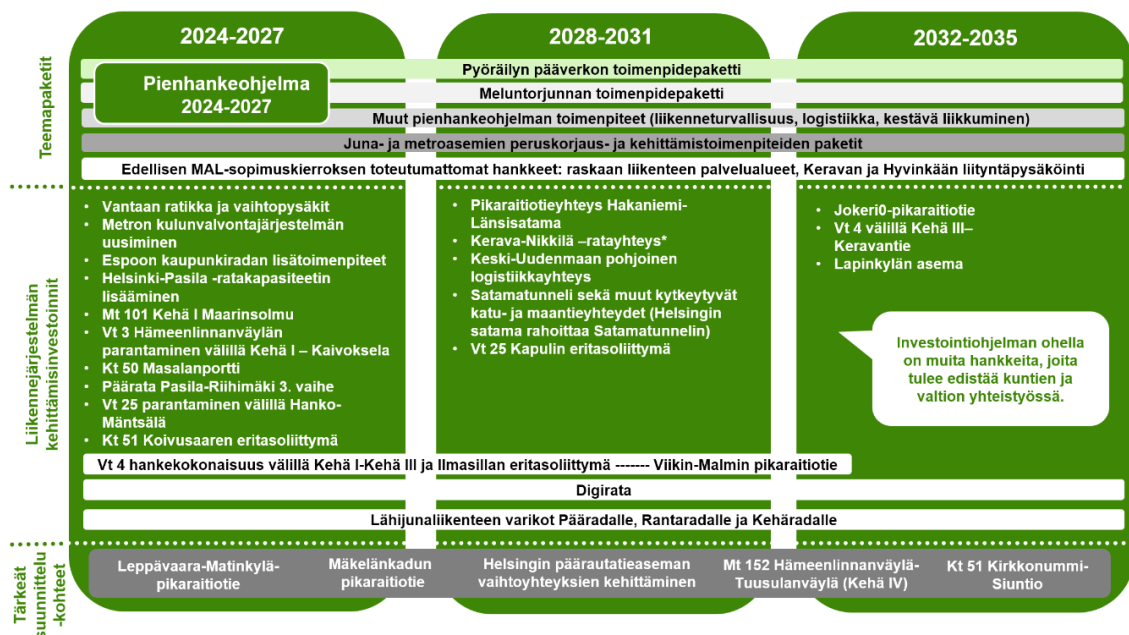 2024-2027
2028-2031
2032-2035
Teemapaketit
Pyöräilyn pääverkon toimenpidepaketti
Pienhankeohjelma
2024-2027
Meluntorjunnan toimenpidepaketti
Muut pienhankeohjelman toimenpiteet (liikenneturvallisuus, logistiikka, kestävä liikkuminen)
Juna- ja metroasemien peruskorjaus- ja kehittämistoimenpiteiden paketit
Edellisen MAL-sopimuskierroksen toteutumattomat hankkeet: raskaan liikenteen palvelualueet, Keravan ja Hyvinkään liityntäpysäköinti
Liikennejärjestelmän
kehittämisinvestoinnit
• Vantaan ratikka ja vaihtopysäkit
• Metron kulunvalvontajärjestelmän
uusiminen
• Espoon kaupunkiradan lisätoimenpiteet
• Helsinki-Pasila -ratakapasiteetin
lisääminen
• Mt 101 Kehä I Maarinsolmu
• Vt 3 Hämeenlinnanväylän
parantaminen välillä Kehä I – Kaivoksela
• Kt 50 Masalanportti
• Päärata Pasila-Riihimäki 3. vaihe
• Vt 25 parantaminen välillä Hanko-
Mäntsälä
• Kt 51 Koivusaaren eritasoliittymä
• Pikaraitiotieyhteys Hakaniemi-
Länsisatama
• Kerava-Nikkilä –ratayhteys*
• Keski-Uudenmaan pohjoinen
logistiikkayhteys
• Satamatunneli sekä muut kytkeytyvät
katu- ja maantieyhteydet (Helsingin
satama rahoittaa Satamatunnelin)
• Vt 25 Kapulin eritasoliittymä
• Jokeri0-pikaraitiotie
• Vt 4 välillä Kehä III–
Keravantie
• Lapinkylän asema
Investointiohjelman ohella
on muita hankkeita, joita
tulee edistää kuntien ja
valtion yhteistyössä.
Vt 4 hankekokonaisuus välillä Kehä I-Kehä III ja Ilmasillan eritasoliittymä ------- Viikin-Malmin pikaraitiotie
Digirata
Lähijunaliikenteen varikot Pääradalle, Rantaradalle ja Kehäradalle
Tärkeät
suunnittelu
-kohteet
Leppävaara-Matinkylä-
pikaraitiotie
Mäkelänkadun
pikaraitiotie
Helsingin päärautatieaseman
vaihtoyhteyksien kehittäminen
Mt 152 Hämeenlinnanväylä-
Tuusulanväylä (Kehä IV)
Kt 51 Kirkkonummi-
Siuntio